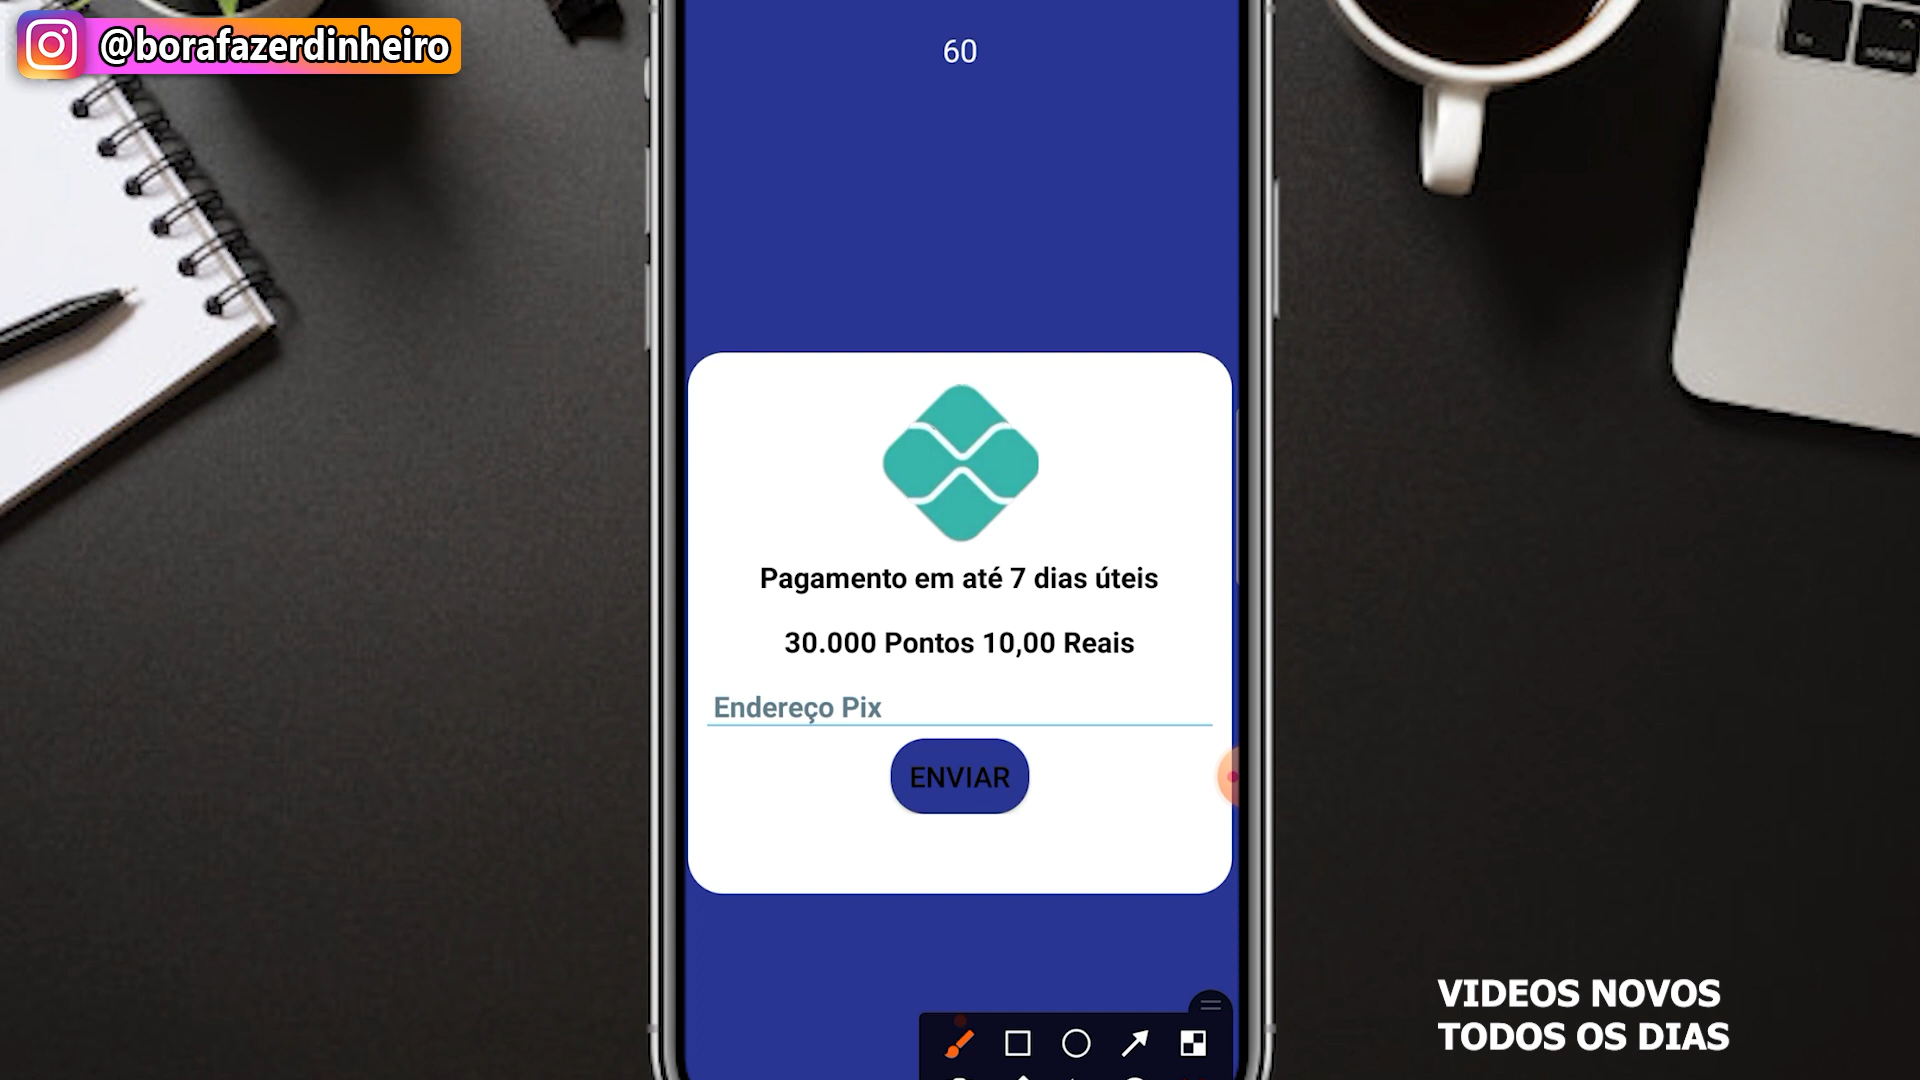 @borafazerdinheiro
60
Pagamento em até 7 dias úteis
30.000 Pontos 10,00 Reais
Endereço Pix
ENVIAR
VIDEOS NOVOS
TODOS OS DIAS